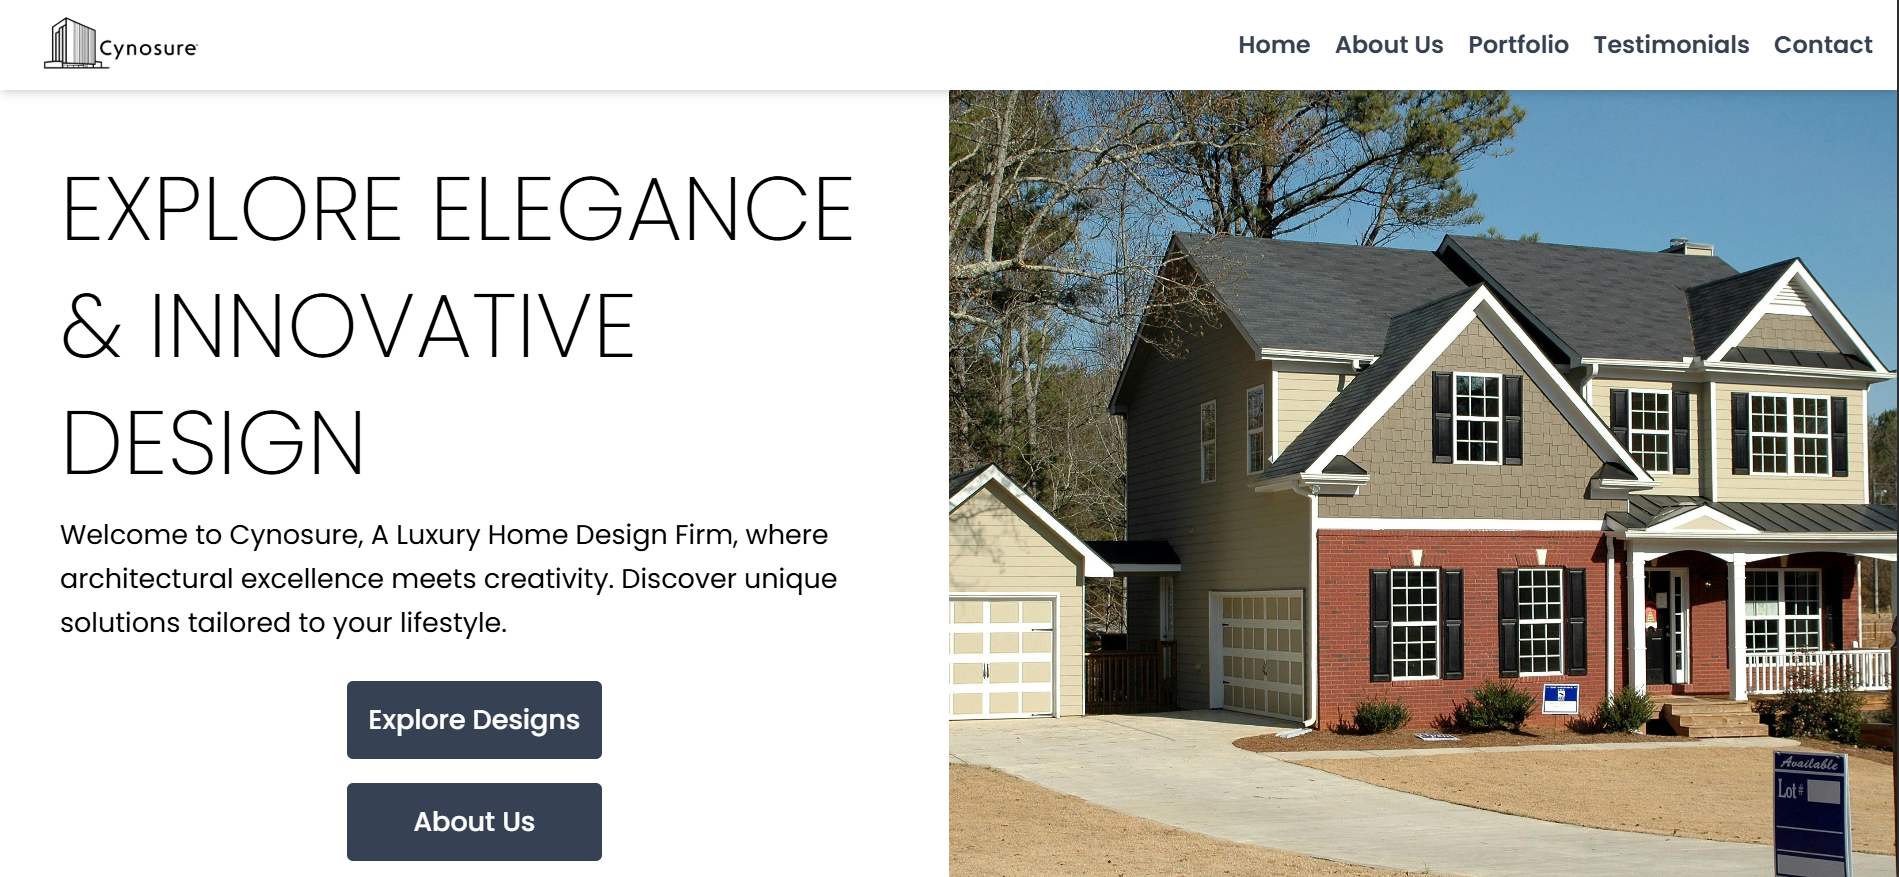 Cynosure
Home About Us Portfolio Testimonials Contact
EXPLORE ELEGANCE
& INNOVATIVE
DESIGN
Welcome to Cynosure, A Luxury Home Design Firm, where
architectural excellence meets creativity. Discover unique
solutions tailored to your lifestyle.
Explore Designs
About Us
Available
Lot #